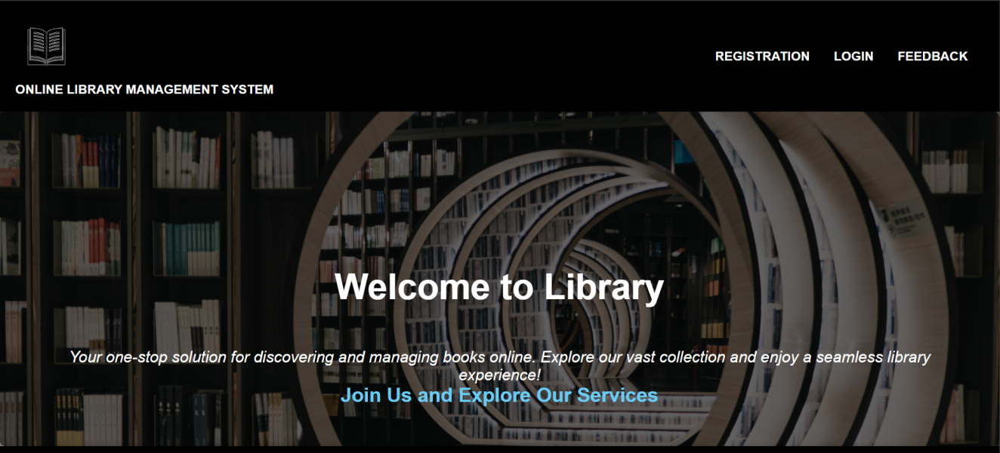 REGISTRATION LOGIN FEEDBACK
ONLINE LIBRARY MANAGEMENT SYSTEM
Welcome to Library
Your one-stop solution for discovering and managing books online. Explore our vast collection and enjoy a seamless library
experience!
Join Us and Explore Our Services